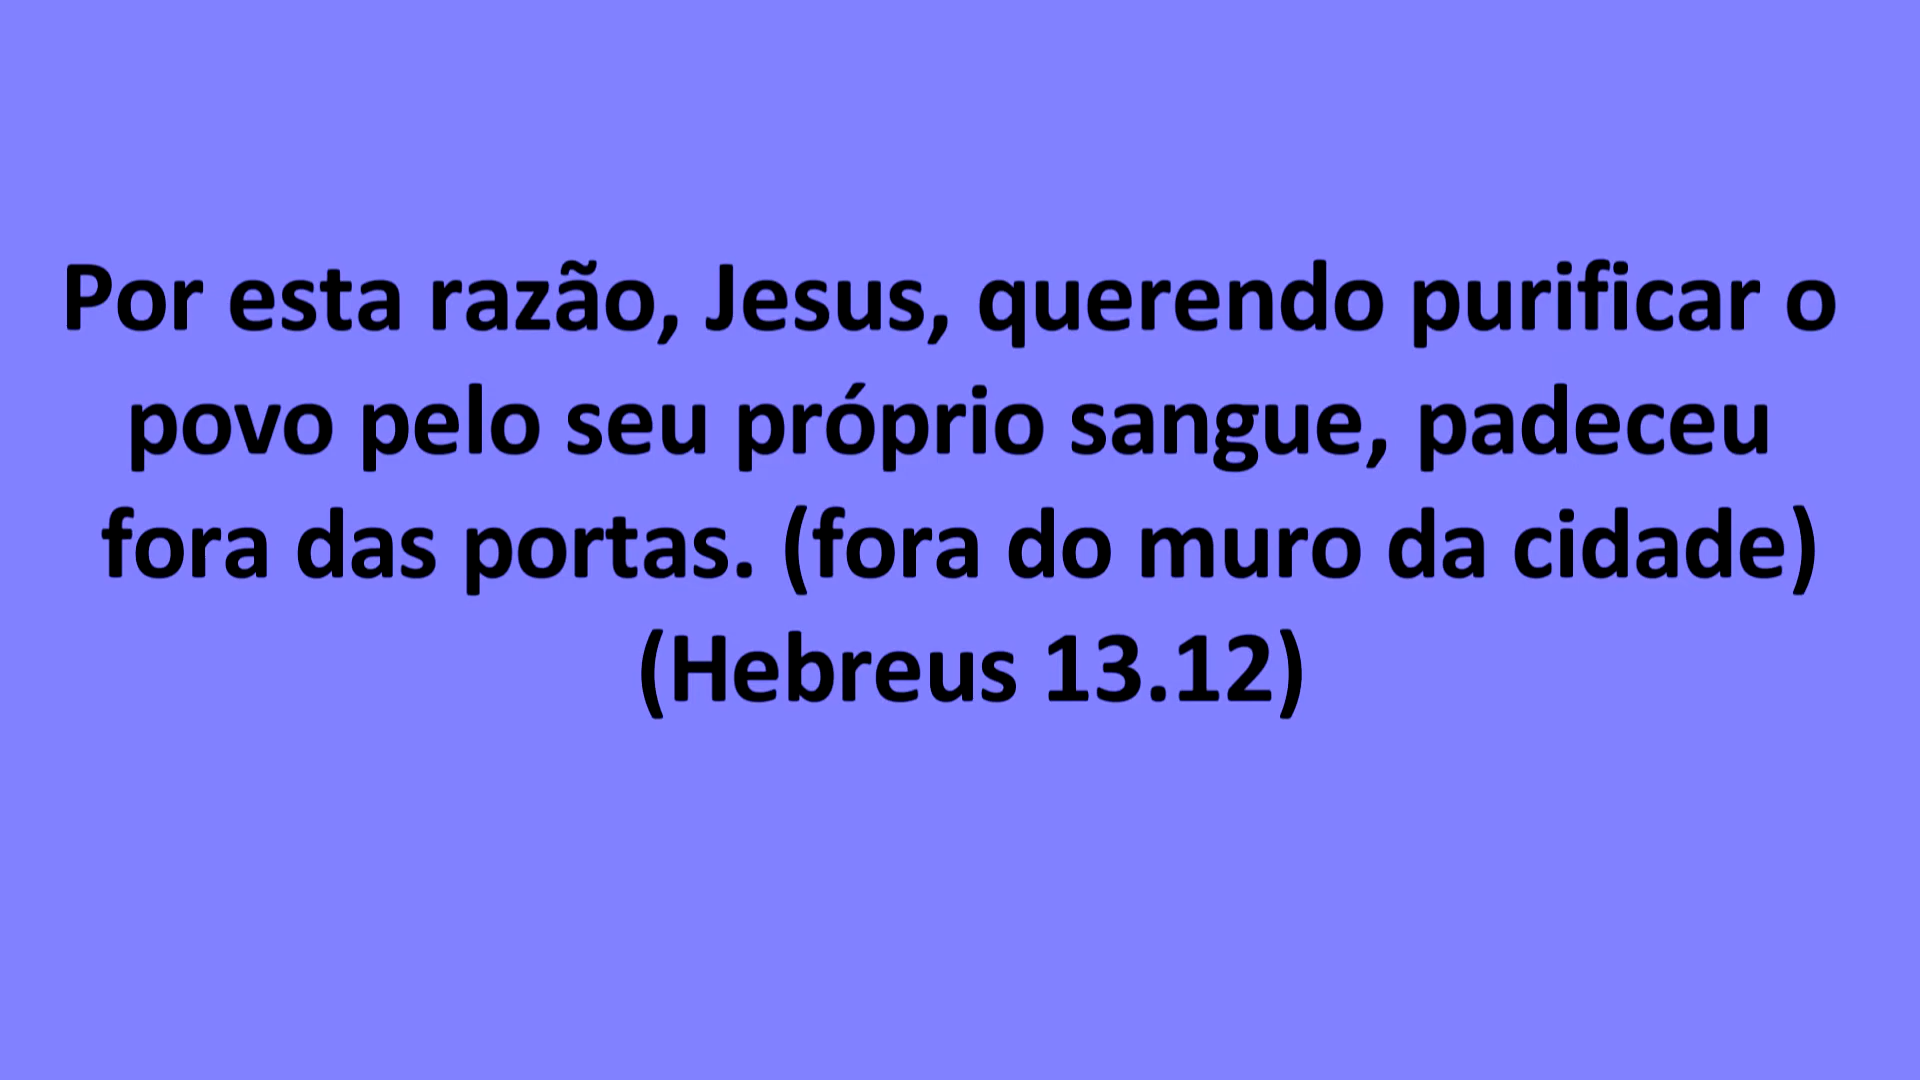 Por esta razão, Jesus, querendo purificar o
povo pelo seu próprio sangue, padeceu
fora das portas. (fora do muro da cidade)
(Hebreus 13.12)